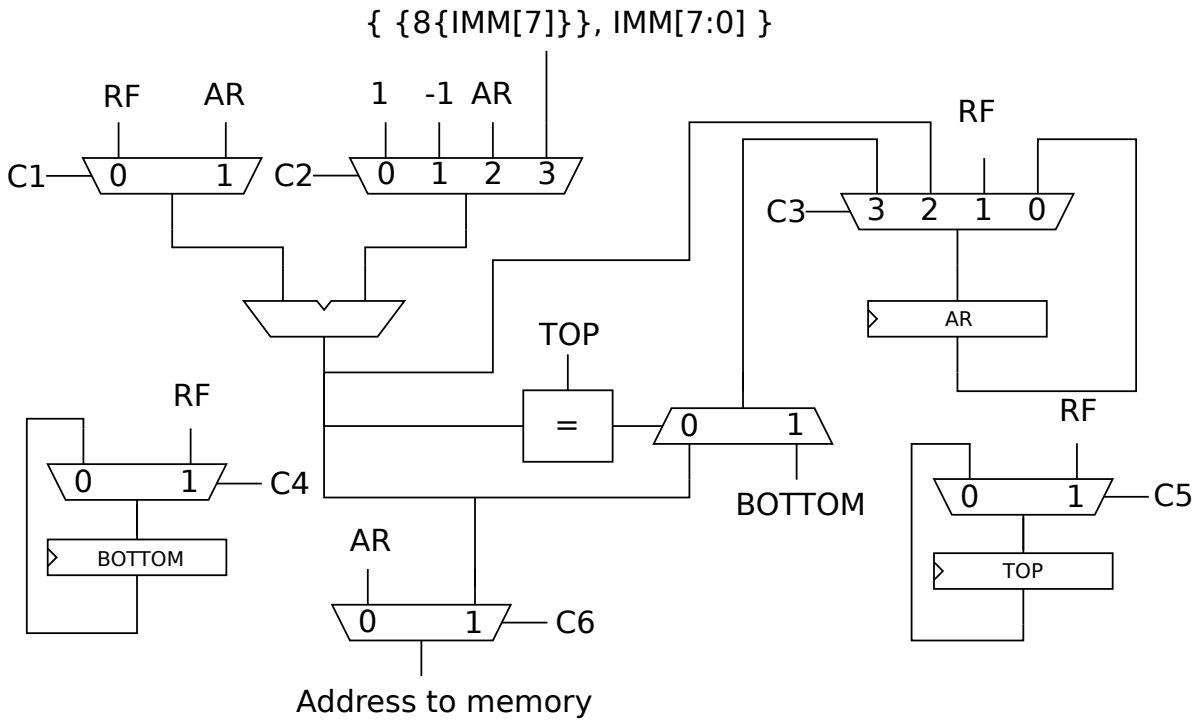 { {8{IMM[7]}}, IMM[7:0] }
RF AR
1 -1 AR
RF
C1 0 1
C2 0 1 2 3
C3 3 2 1 0
AR
TOP
=
0 1
BOTTOM
RF
0 1 C4
BOTTOM
RF
0 1 C5
TOP
AR
0 1 C6
Address to memory